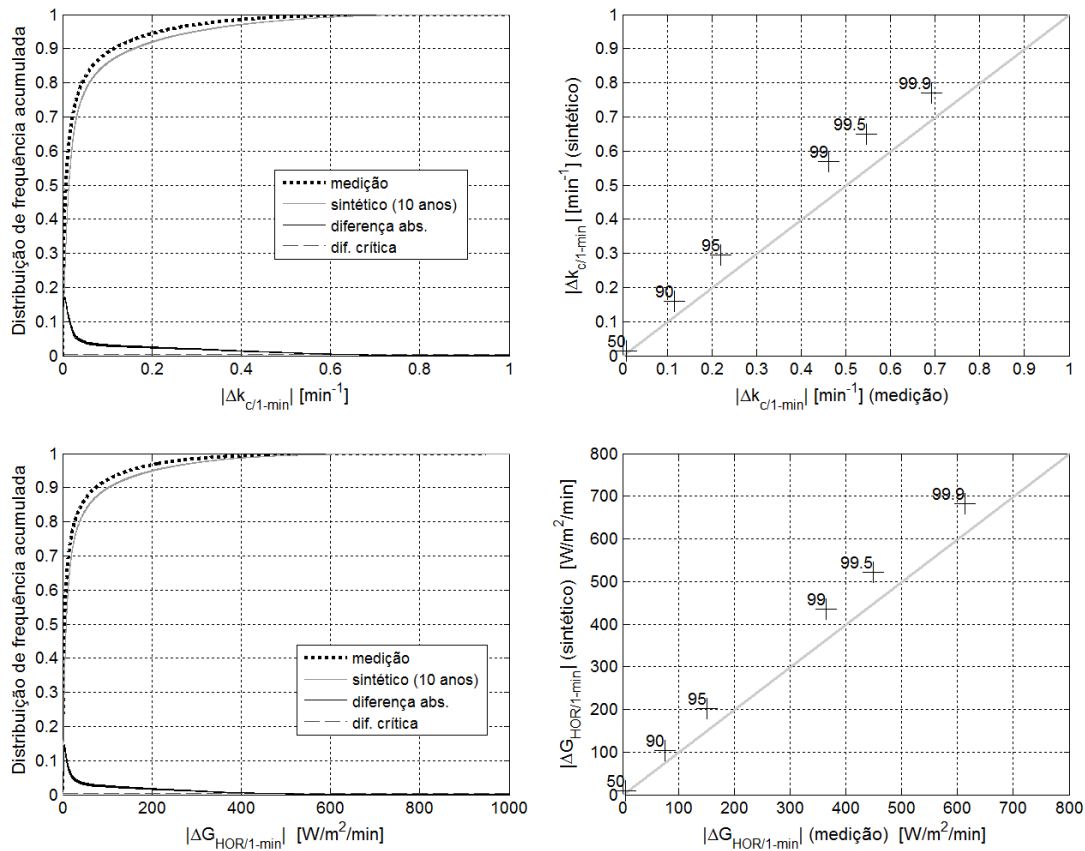 Distribuição de frequência acumulada
1
0.9
0.8
0.7
0.6
0.5
0.4
0.3
0.2
0.1
0
medição
sintético (10 anos)
diferença abs.
dif. crítica
0 0.2 0.4 0.6 0.8 1
|Δk_c/1-min| [min⁻¹]
|Δk_c/1-min| [min⁻¹] (sintético)
1
0.9
0.8
0.7
0.6
0.5
0.4
0.3
0.2
0.1
0
99.9
99.5
99
95
90
50
0 0.1 0.2 0.3 0.4 0.5 0.6 0.7 0.8 0.9 1
|Δk_c/1-min| [min⁻¹] (medição)
Distribuição de frequência acumulada
1
0.9
0.8
0.7
0.6
0.5
0.4
0.3
0.2
0.1
0
medição
sintético (10 anos)
diferença abs.
dif. crítica
0 200 400 600 800 1000
|ΔG_HOR/1-min| [W/m²/min]
|ΔG_HOR/1-min| (sintético) [W/m²/min]
800
700
600
500
400
300
200
100
0
99.9
99.5
99
95
90
50
0 100 200 300 400 500 600 700 800
|ΔG_HOR/1-min| (medição) [W/m²/min]